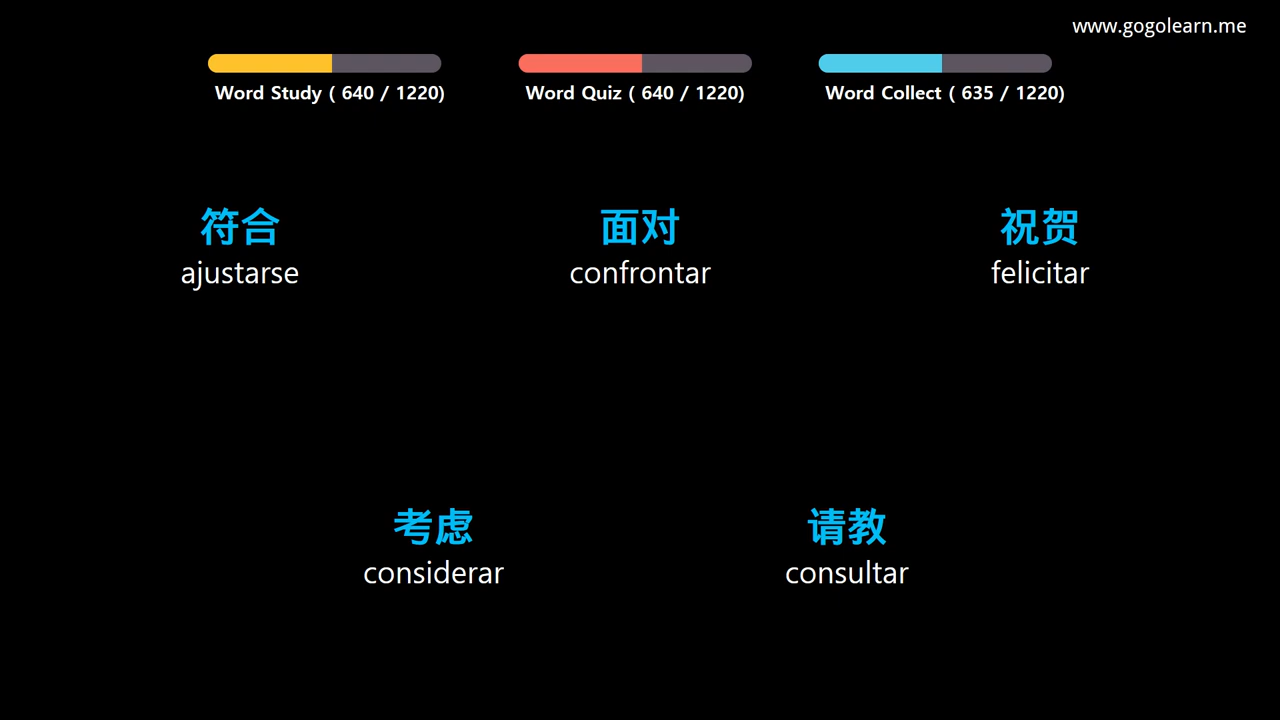 www.gogolearn.me
Word Study ( 640 / 1220)
Word Quiz ( 640 / 1220)
Word Collect ( 635 / 1220)
符合
ajustarse
面对
confrontar
祝贺
felicitar
考虑
considerar
请教
consultar